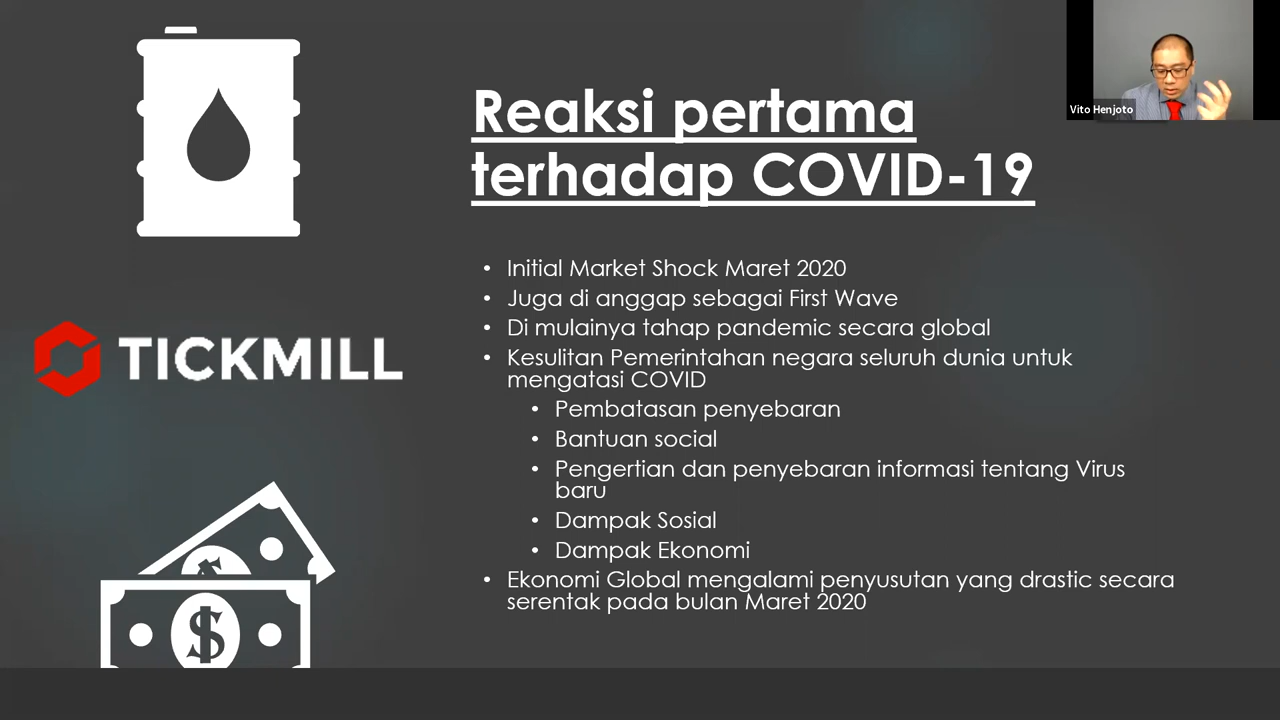 Vito Henjoto
Reaksi pertama
terhadap COVID-19
• Initial Market Shock Maret 2020
• Juga di anggap sebagai First Wave
• Di mulainya tahap pandemic secara global
• Kesulitan Pemerintahan negara seluruh dunia untuk
mengatasi COVID
• Pembatasan penyebaran
• Bantuan social
• Pengertian dan penyebaran informasi tentang Virus
baru
• Dampak Sosial
• Dampak Ekonomi
• Ekonomi Global mengalami penyusutan yang drastic secara
serentak pada bulan Maret 2020
TICKMILL
$